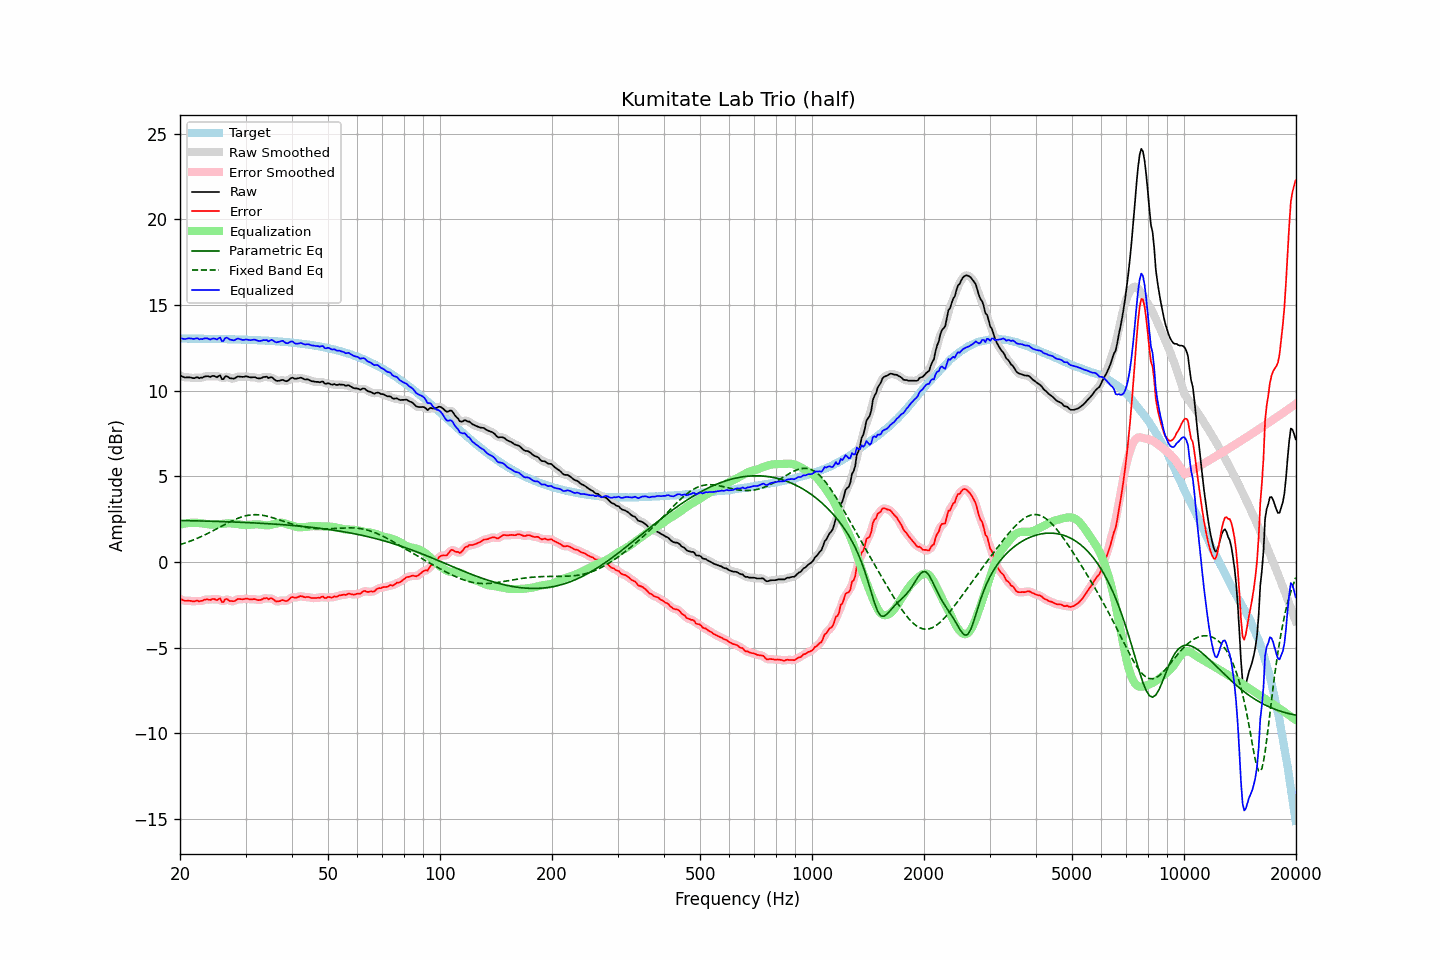 Kumitate Lab Trio (half)
Target
Raw Smoothed
Error Smoothed
Raw
Error
Equalization
Parametric Eq
Fixed Band Eq
Equalized
25
20
15
10
5
0
−5
−10
−15
Amplitude (dBr)
20 50 100 200 500 1000 2000 5000 10000 20000
Frequency (Hz)